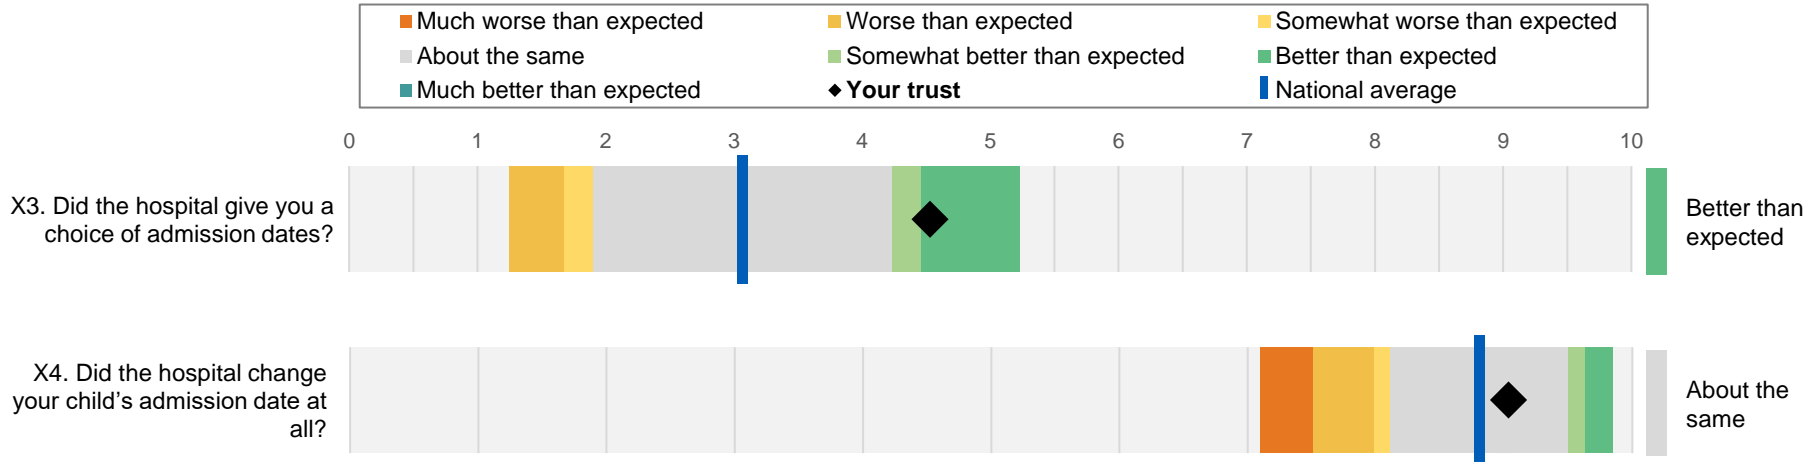 Much worse than expected
Worse than expected
Somewhat worse than expected
About the same
Somewhat better than expected
Better than expected
Much better than expected
Your trust
National average
0 1 2 3 4 5 6 7 8 9 10
X3. Did the hospital give you a
choice of admission dates?
Better than
expected
X4. Did the hospital change
your child’s admission date at
all?
About the
same